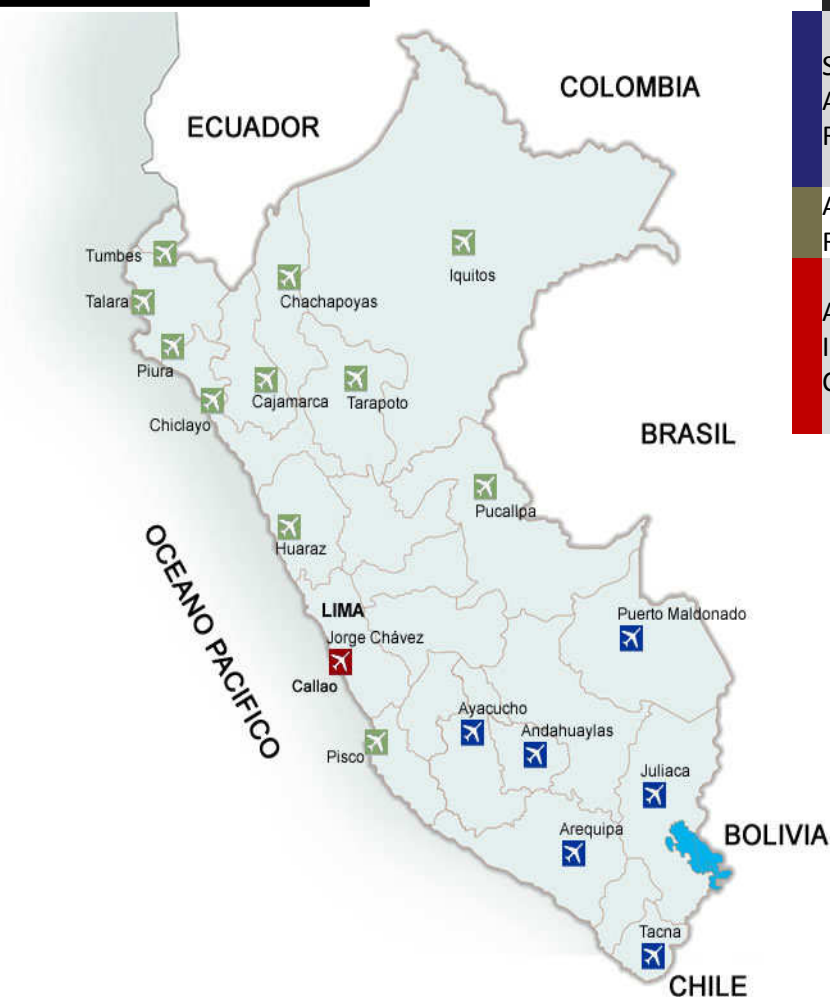 COLOMBIA
ECUADOR
Tumbes
Iquitos
Chachapoyas
Talara
Piura
Cajamarca
Tarapoto
Chiclayo
BRASIL
Pucallpa
Huaraz
OCEANO PACIFICO
LIMA
Puerto Maldonado
Jorge Chávez
Callao
Ayacucho
Andahuaylas
Pisco
Juliaca
Arequipa
BOLIVIA
Tacna
CHILE